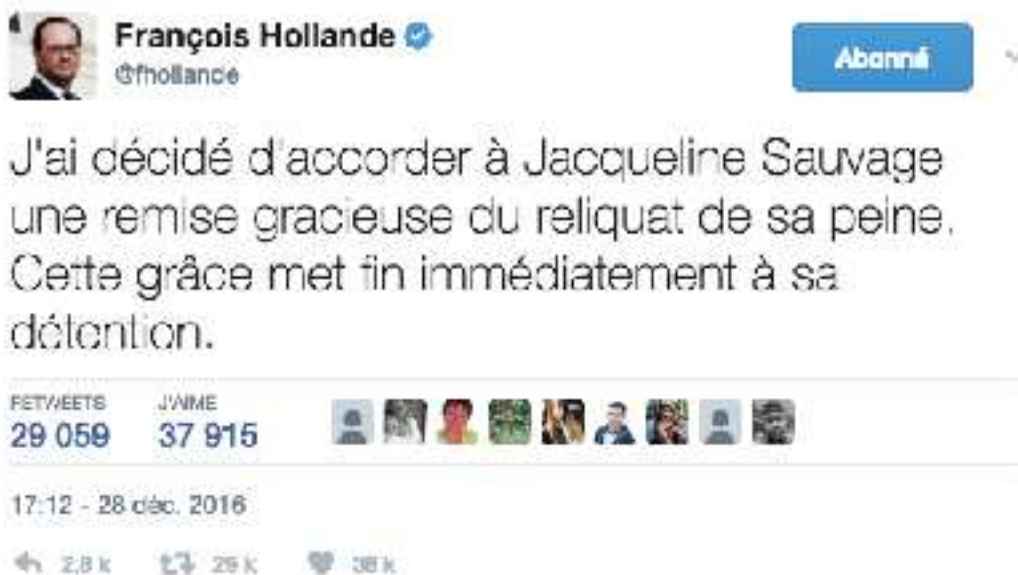 François Hollande
@fhollande
Abonné
J'ai décidé d'accorder à Jacqueline Sauvage
une remise gracieuse du reliquat de sa peine.
Cette grâce met fin immédiatement à sa
détention.
RETWEETS J'AIME
29 059 37 915
17:12 - 28 déc. 2016
2,8 k 29 k 38 k